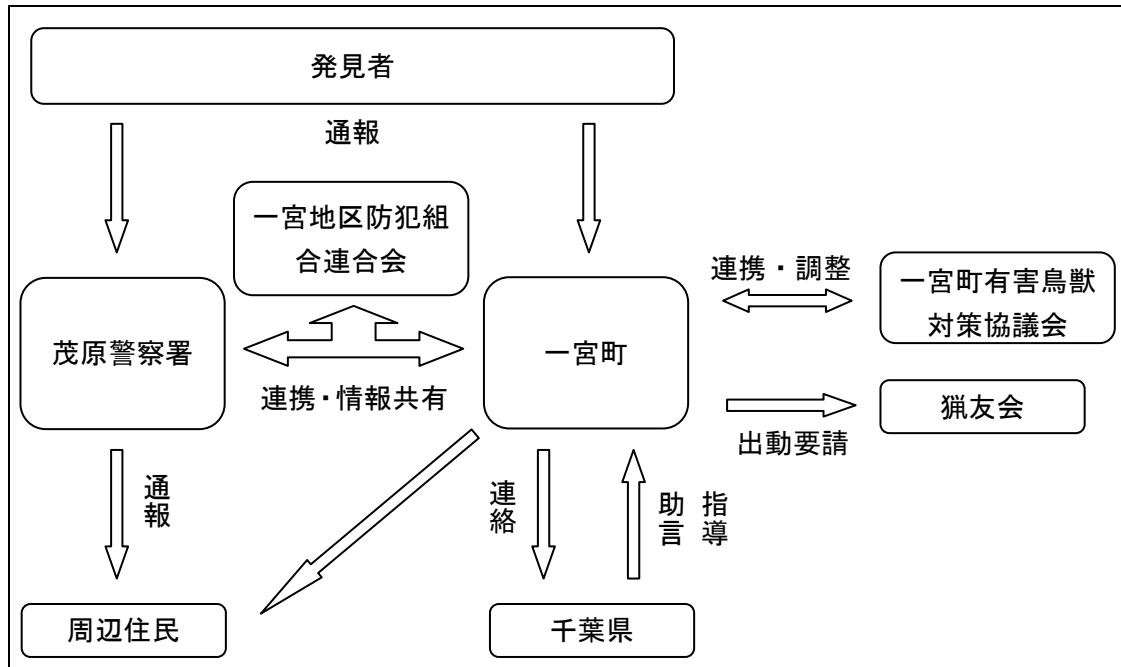 発見者
通報
一宮地区防犯組
合連合会
連携・調整
一宮町有害鳥獣
対策協議会
茂原警察署
一宮町
連携・情報共有
猟友会
出動要請
通報
連絡
指導
助言
周辺住民
千葉県